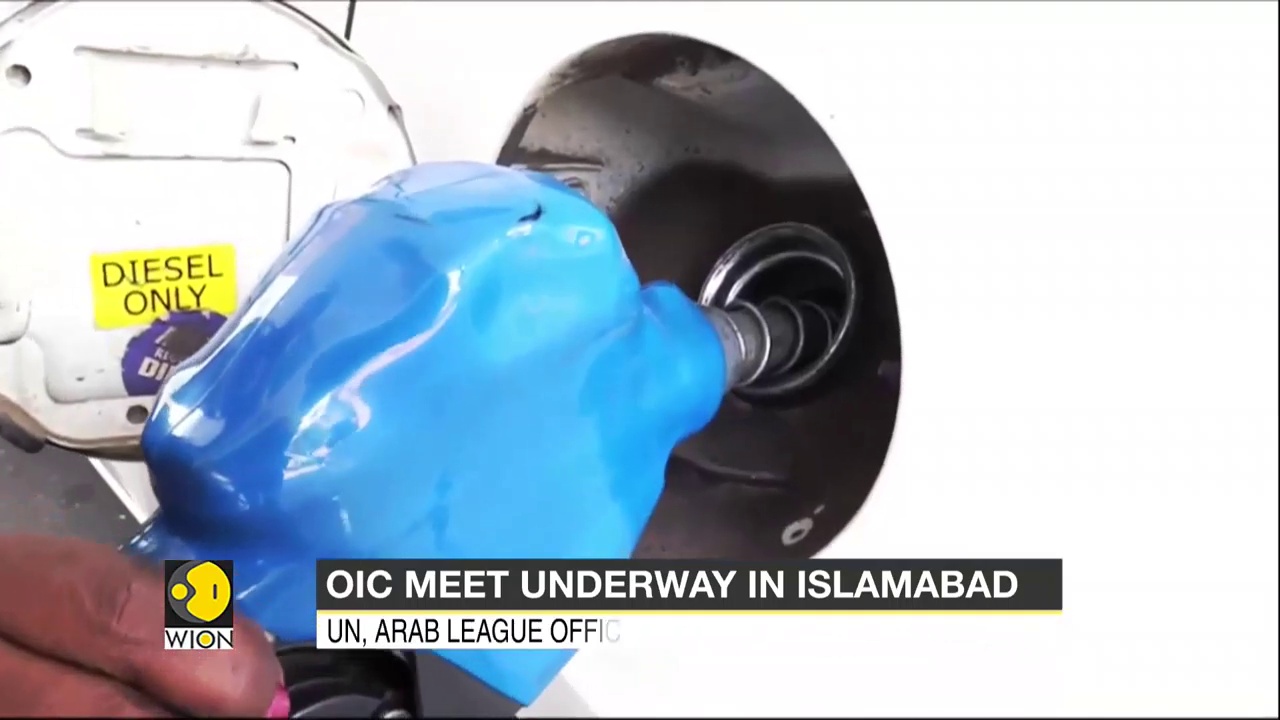 DIESEL
ONLY
OIC MEET UNDERWAY IN ISLAMABAD
UN, ARAB LEAGUE OFFIC
WION